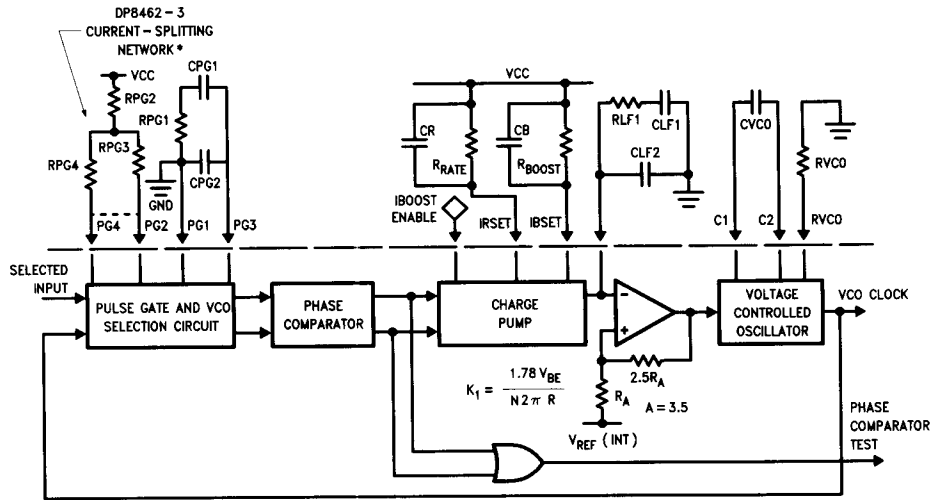 DP8462-3
CURRENT-SPLITTING
NETWORK*
VCC
RPG2
CPG1
RPG1
RPG3
RPG4
CPG2
GND
PG4
PG2
PG1
PG3
VCC
CR
RRATE
CB
RBOOST
IBOOST
ENABLE
IRSET
IBSET
RLF1
CLF1
CLF2
CVCO
RVCO
C1
C2
RVCO
SELECTED
INPUT
PULSE GATE AND VCO
SELECTION CIRCUIT
PHASE
COMPARATOR
CHARGE
PUMP
−
+
VOLTAGE
CONTROLLED
OSCILLATOR
VCO CLOCK
K1 = 1.78 VBE / N 2 π R
2.5RA
RA
A = 3.5
VREF (INT)
PHASE
COMPARATOR
TEST